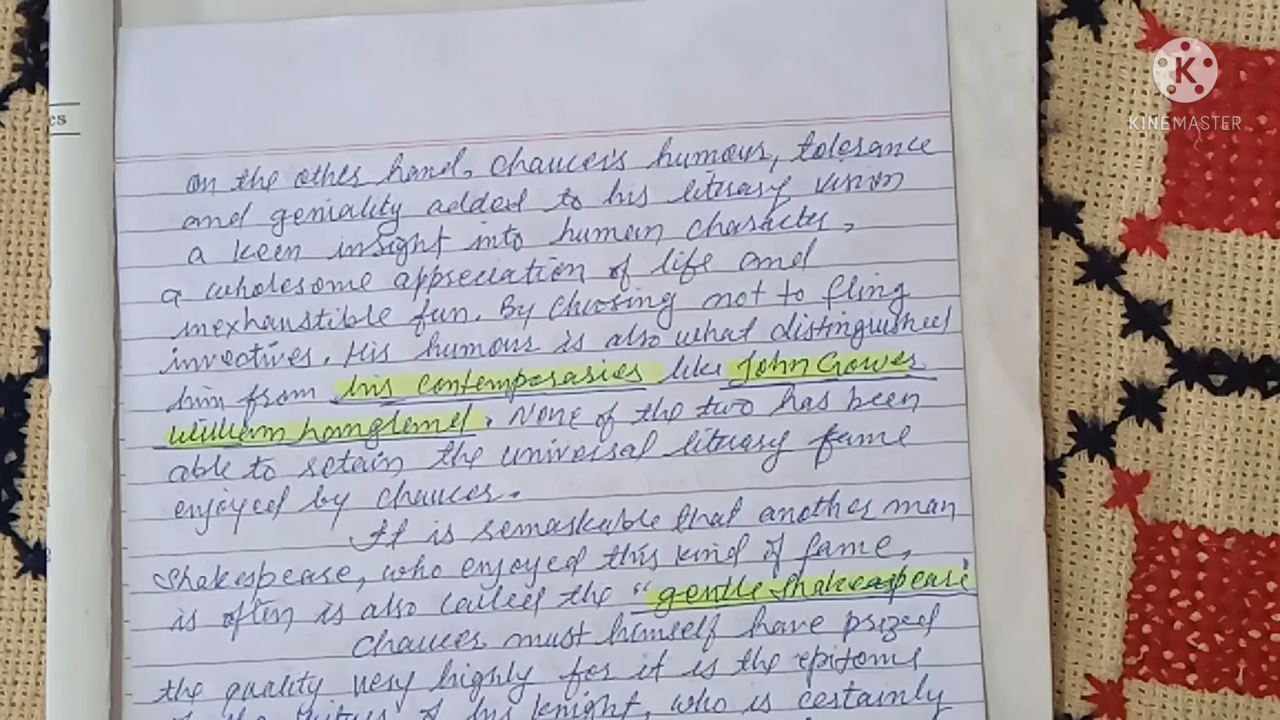 cs
K
KINEMASTER
on the other hand, chaucer's humour, tolerance
and geniality added to his literary vision
a keen insight into human character,
a wholesome appreciation of life and
inexhaustible fun. By choosing not to fling
invectives. His humour is also what distinguished
him from his contemporaries like John Gower
william langland. None of the two has been
able to retain the universal literary fame
enjoyed by chaucer.
It is remarkable that another man
Shakespeare, who enjoyed this kind of fame,
is often is also called the "gentle Shakespeare"
Chaucer must himself have prized
the quality very highly for it is the epitome
of the virtues of his knight, who is certainly